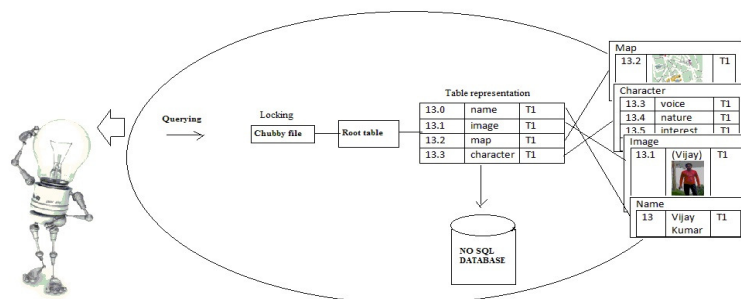 Querying
Locking
Chubby file
Root table
Table representation
13.0 name T1
13.1 image T1
13.2 map T1
13.3 character T1
NO SQL
DATABASE
Map
13.2 T1
Character
13.3 voice T1
13.4 nature T1
13.5 interest T1
Image
13.1 (Vijay) T1
Name
13 Vijay T1
Kumar